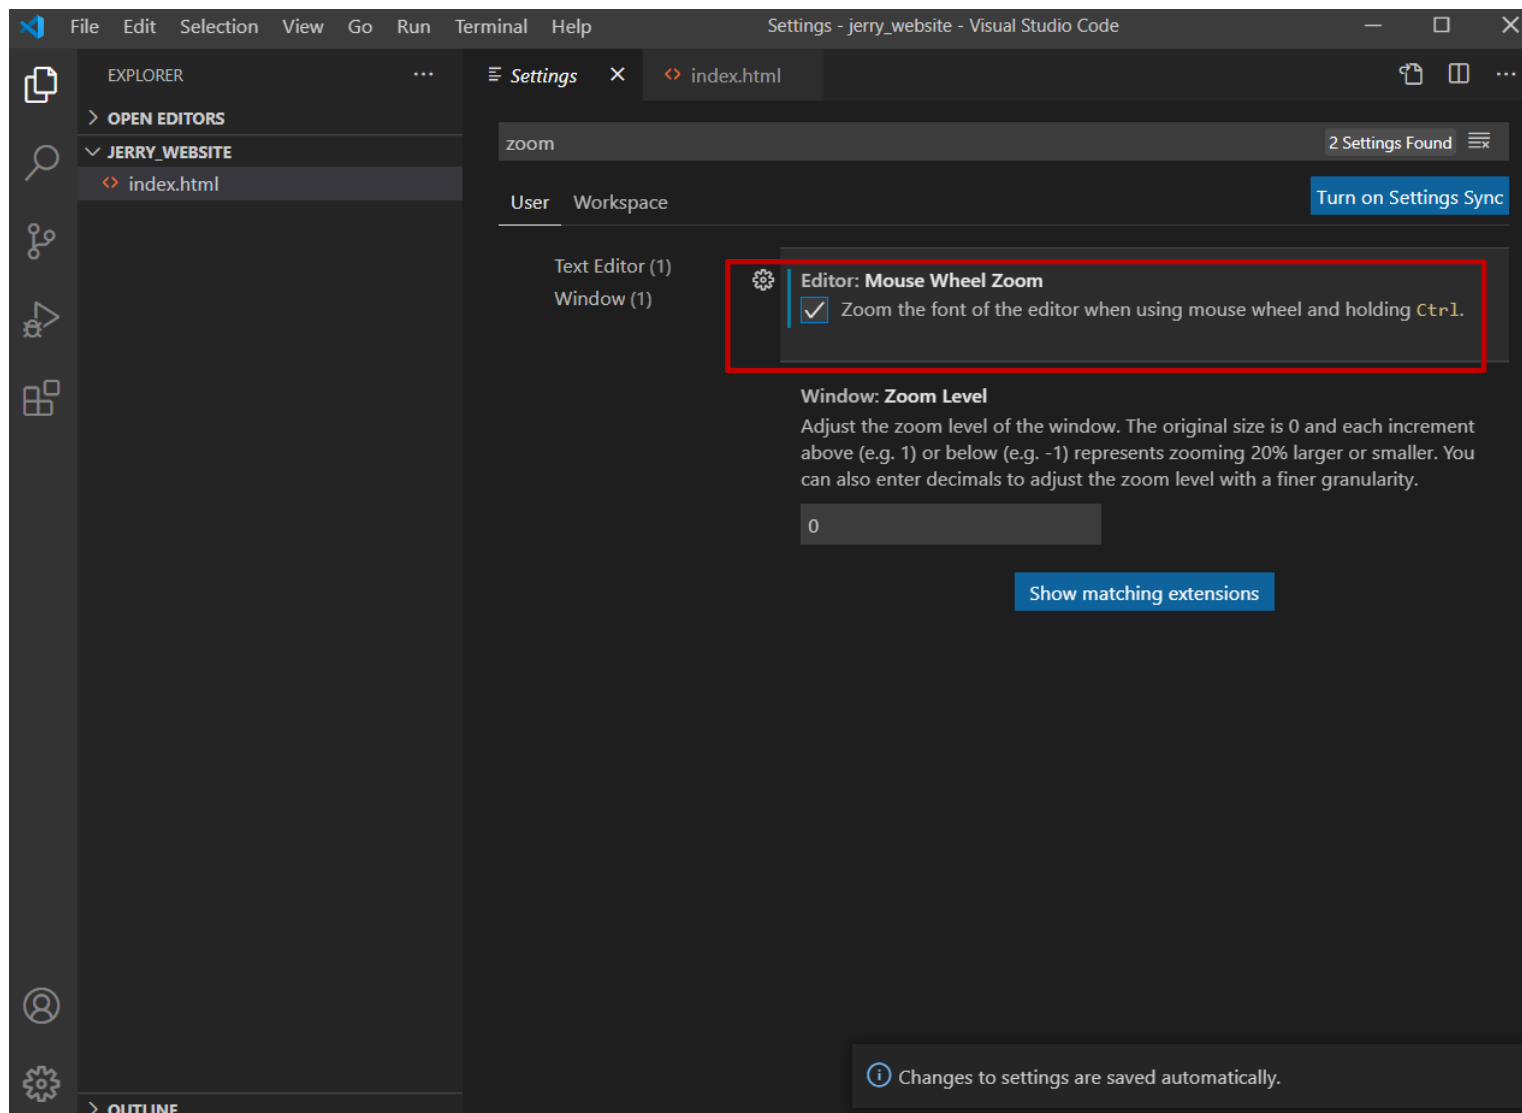 File Edit Selection View Go Run Terminal Help
Settings - jerry_website - Visual Studio Code
EXPLORER
OPEN EDITORS
JERRY_WEBSITE
index.html
Settings
index.html
zoom
2 Settings Found
User Workspace
Turn on Settings Sync
Text Editor (1)
Window (1)
Editor: Mouse Wheel Zoom
Zoom the font of the editor when using mouse wheel and holding Ctrl.
Window: Zoom Level
Adjust the zoom level of the window. The original size is 0 and each increment
above (e.g. 1) or below (e.g. -1) represents zooming 20% larger or smaller. You
can also enter decimals to adjust the zoom level with a finer granularity.
0
Show matching extensions
Changes to settings are saved automatically.
OUTLINE